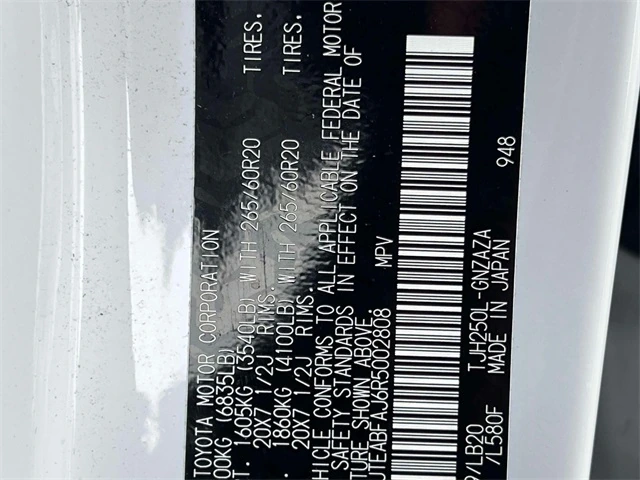 TOYOTA MOTOR CORPORATION
00KG (6835LB)
T. 1605KG (3540LB) WITH 265/60R20 TIRES,
20X7 1/2J RIMS.
1860KG (4100LB) WITH 265/60R20 TIRES,
20X7 1/2J RIMS.
HICLE CONFORMS TO ALL APPLICABLE FEDERAL MOTOR
SAFETY STANDARDS IN EFFECT ON THE DATE OF
TURE SHOWN ABOVE.
JTEABFAJ6R5002808 MPV
/LB20 TJH250L-GNZAZA
/L580F MADE IN JAPAN 948